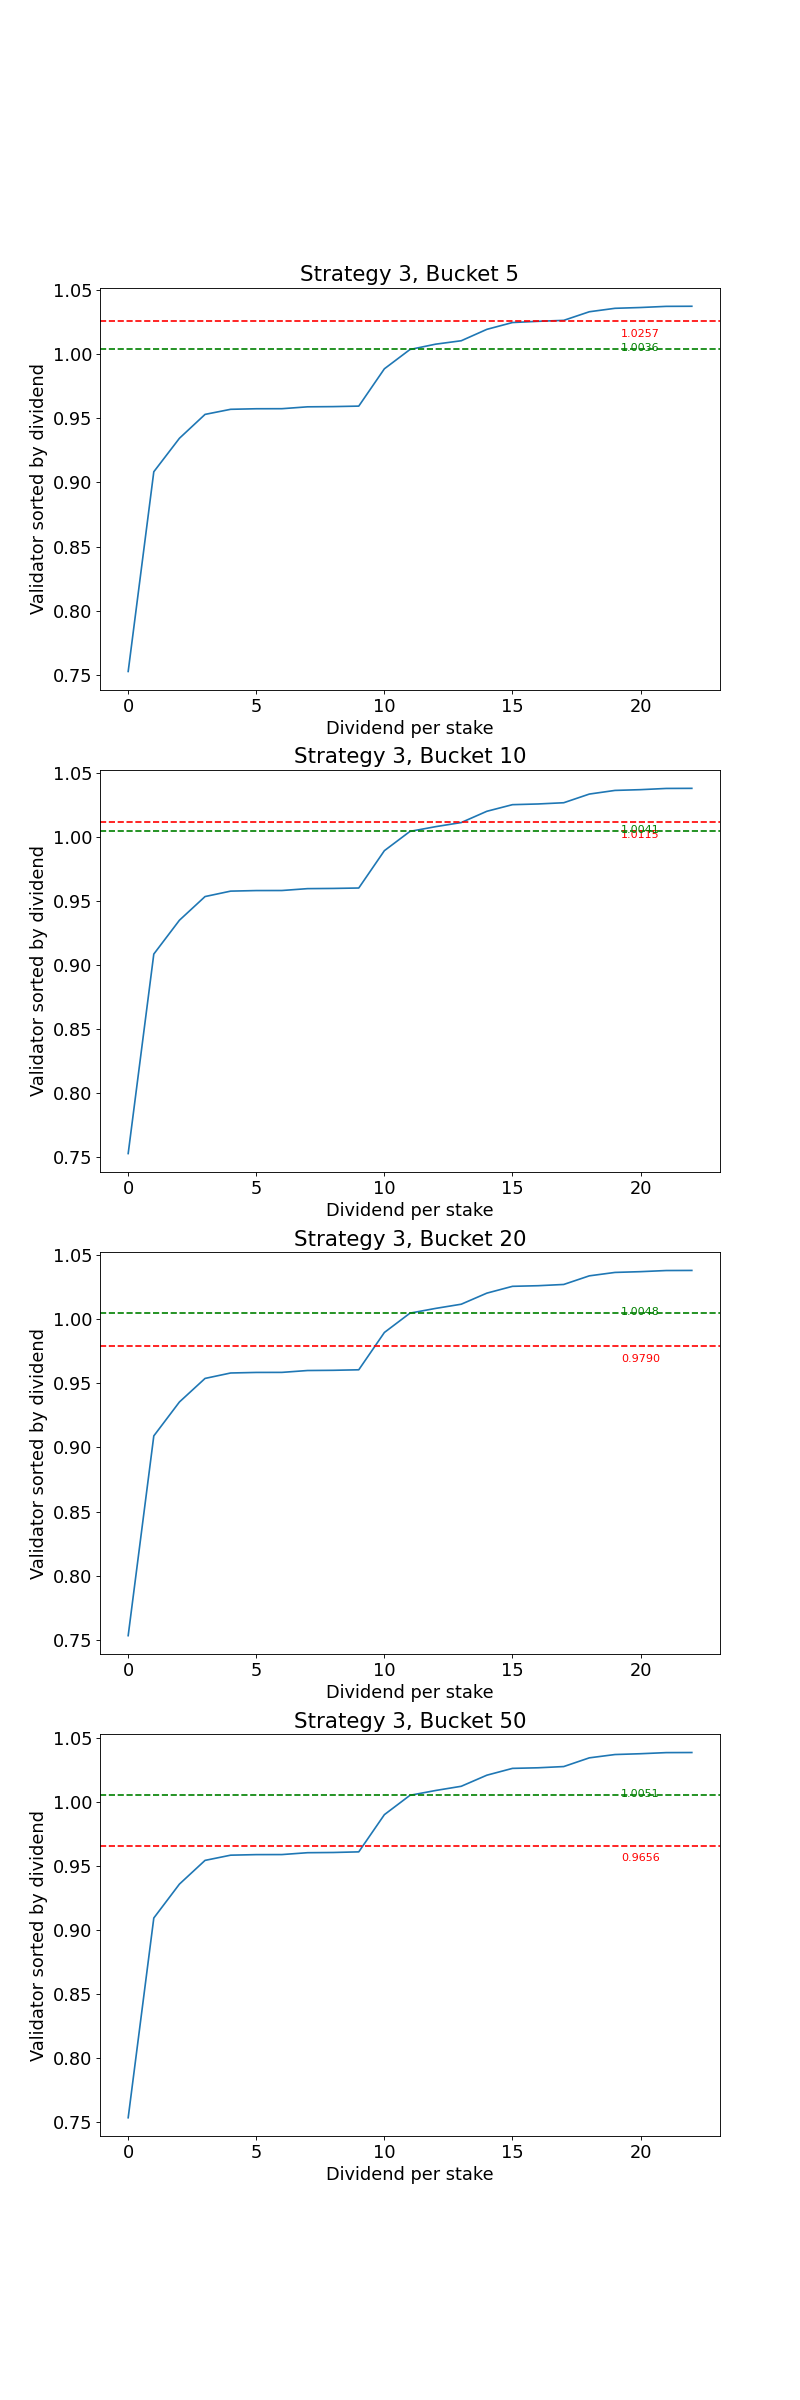 Strategy 3, Bucket 5
1.05
1.00
0.95
0.90
0.85
0.80
0.75
Validator sorted by dividend
1.0257
1.0036
0 5 10 15 20
Dividend per stake
Strategy 3, Bucket 10
1.05
1.00
0.95
0.90
0.85
0.80
0.75
Validator sorted by dividend
1.0041
1.0115
0 5 10 15 20
Dividend per stake
Strategy 3, Bucket 20
1.05
1.00
0.95
0.90
0.85
0.80
0.75
Validator sorted by dividend
1.0048
0.9790
0 5 10 15 20
Dividend per stake
Strategy 3, Bucket 50
1.05
1.00
0.95
0.90
0.85
0.80
0.75
Validator sorted by dividend
1.0051
0.9656
0 5 10 15 20
Dividend per stake